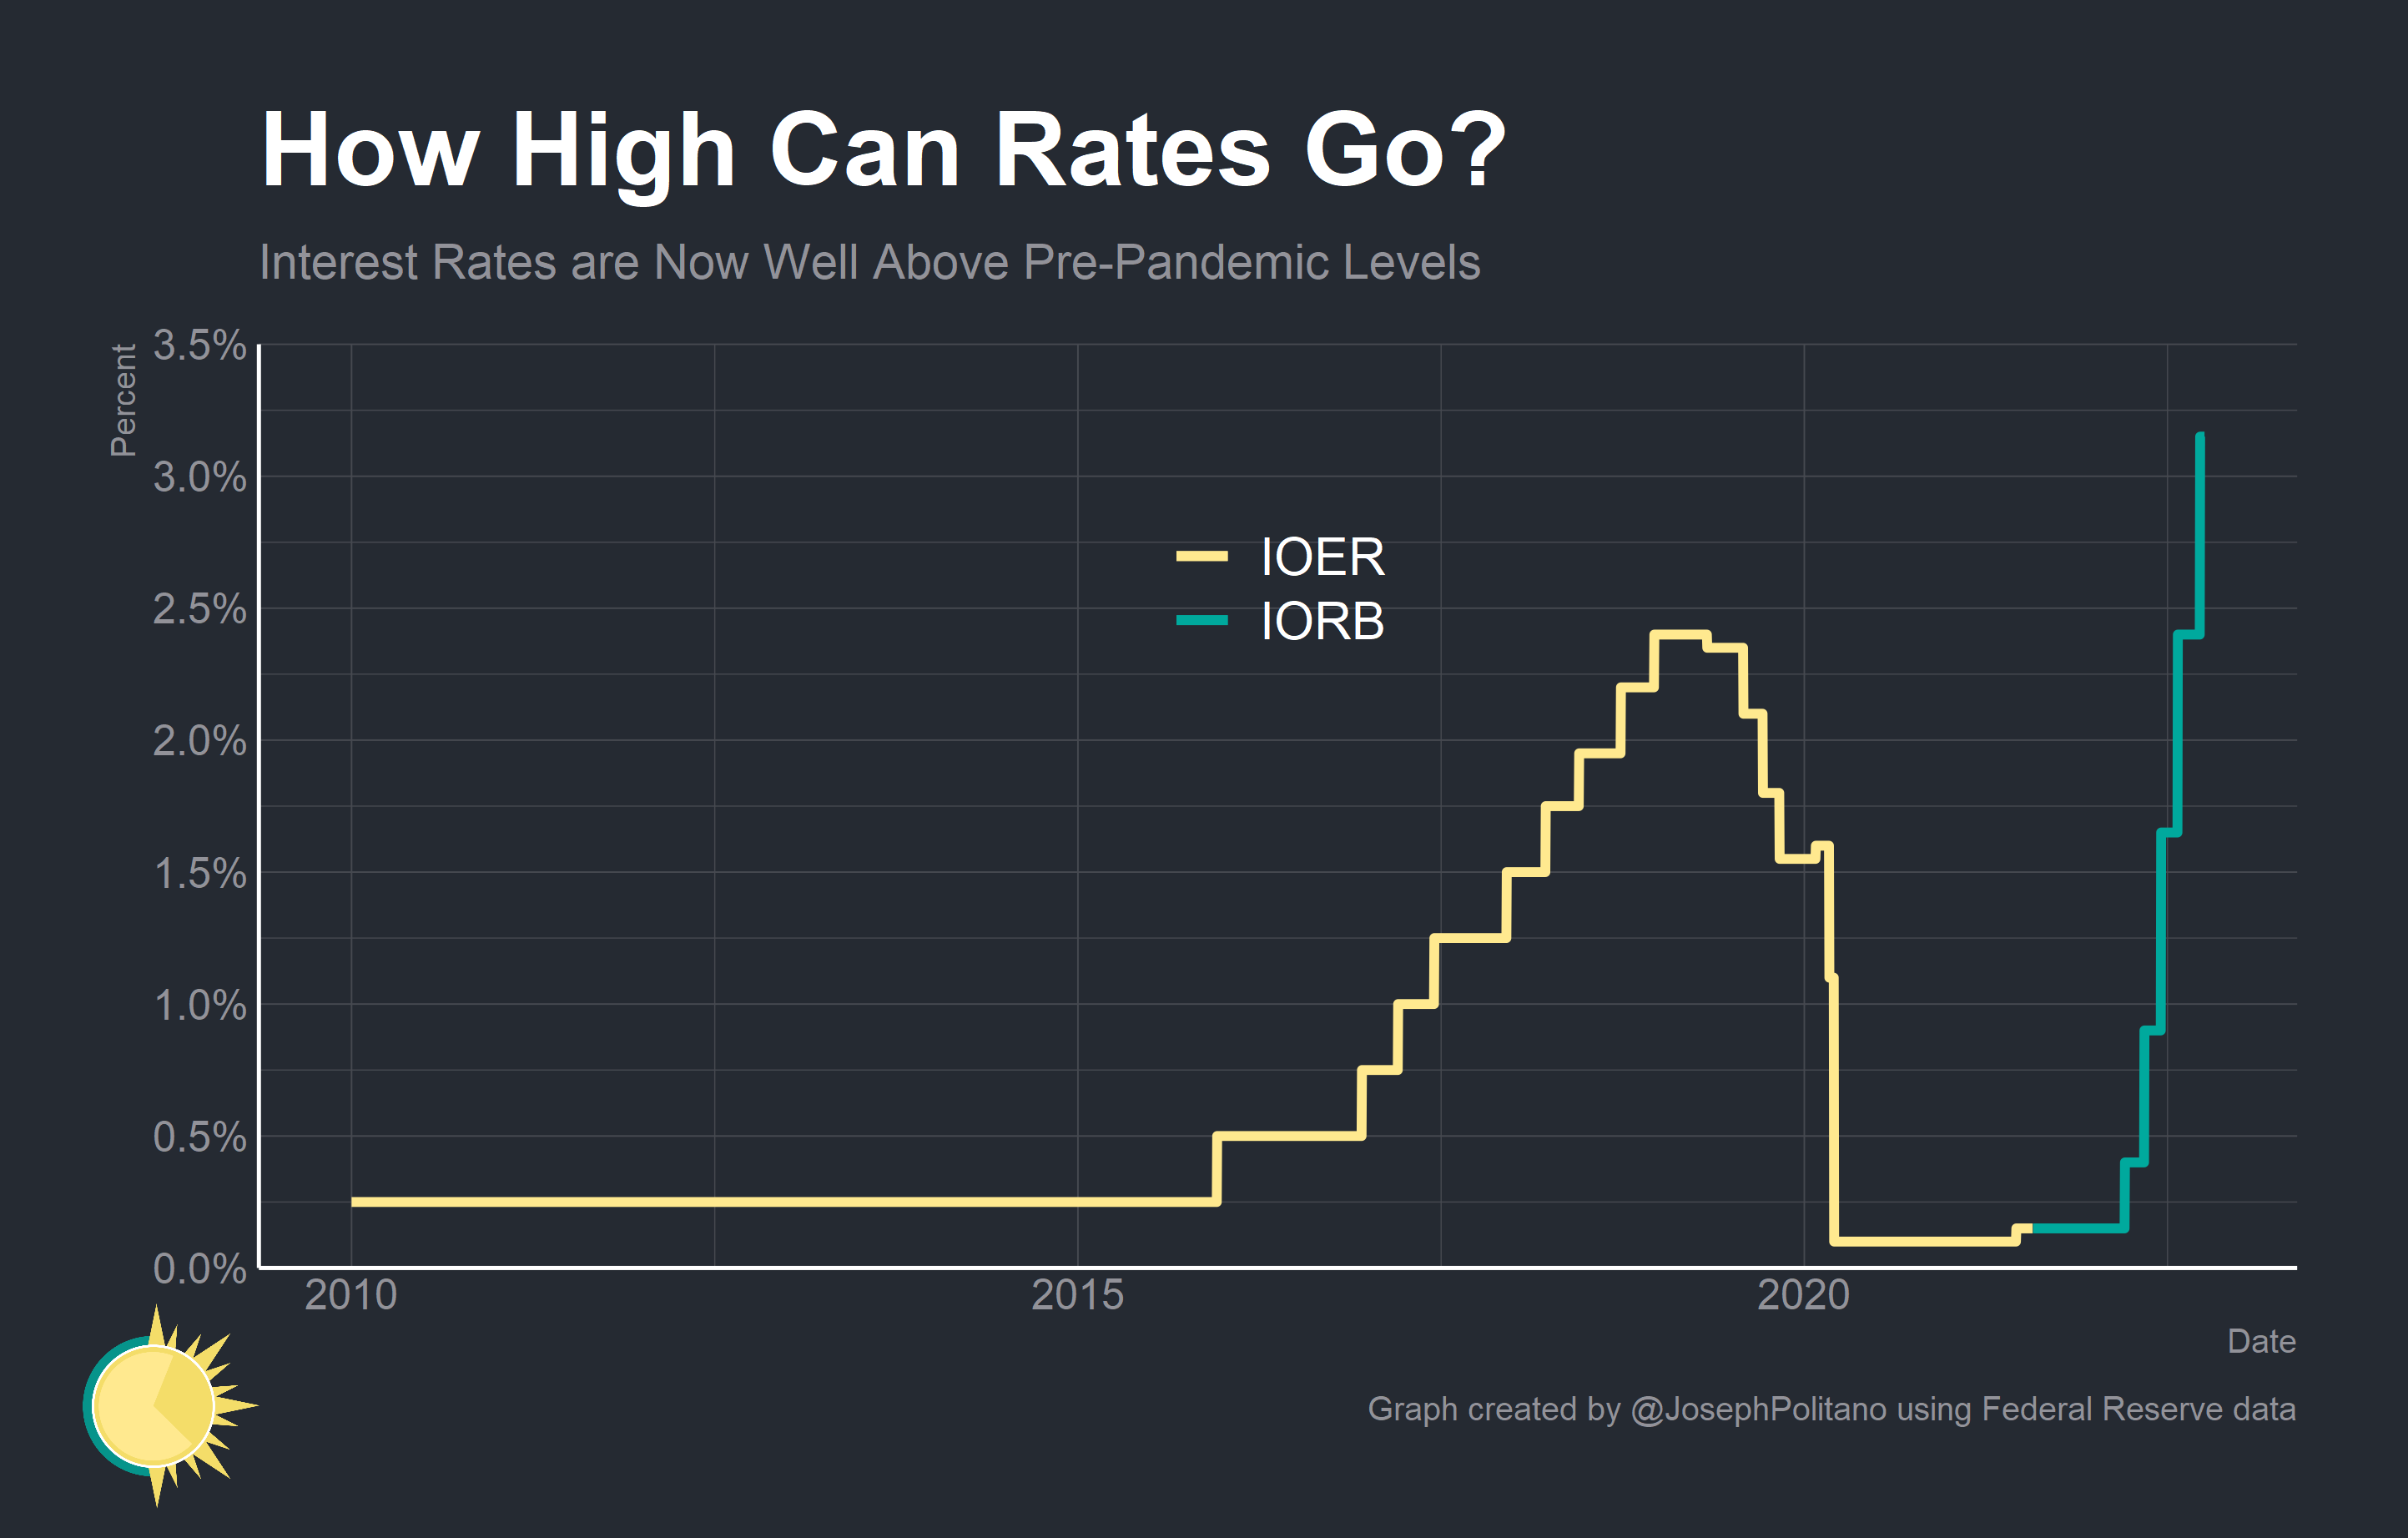 How High Can Rates Go?
Interest Rates are Now Well Above Pre-Pandemic Levels
Percent
3.5%
3.0%
2.5%
2.0%
1.5%
1.0%
0.5%
0.0%
IOER
IORB
2010
2015
2020
Date
Graph created by @JosephPolitano using Federal Reserve data